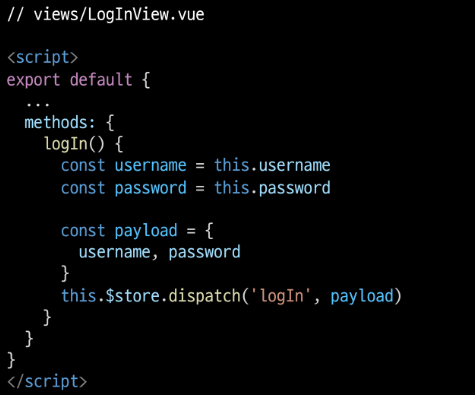 // views/LogInView.vue
<script>
export default {
  ...
  methods: {
    logIn() {
      const username = this.username
      const password = this.password

      const payload = {
        username, password
      }
      this.$store.dispatch('logIn', payload)
    }
  }
}
</script>